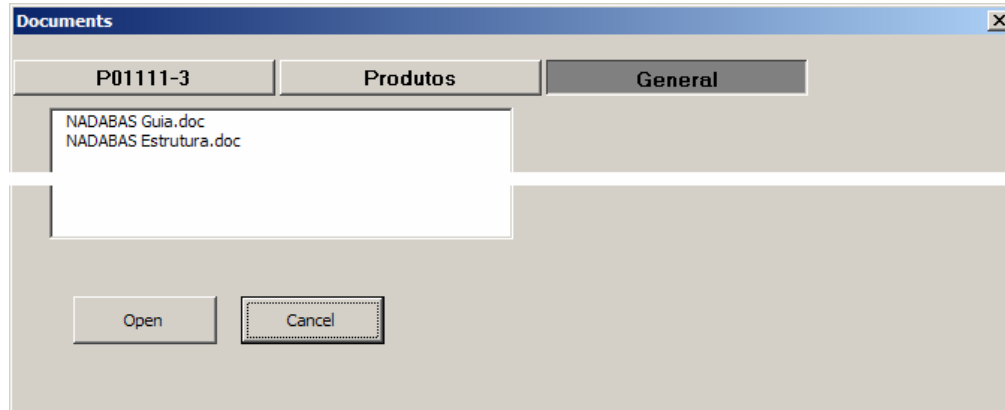 Documents
P01111-3 Produtos General
NADABAS Guia.doc
NADABAS Estrutura.doc
Open Cancel